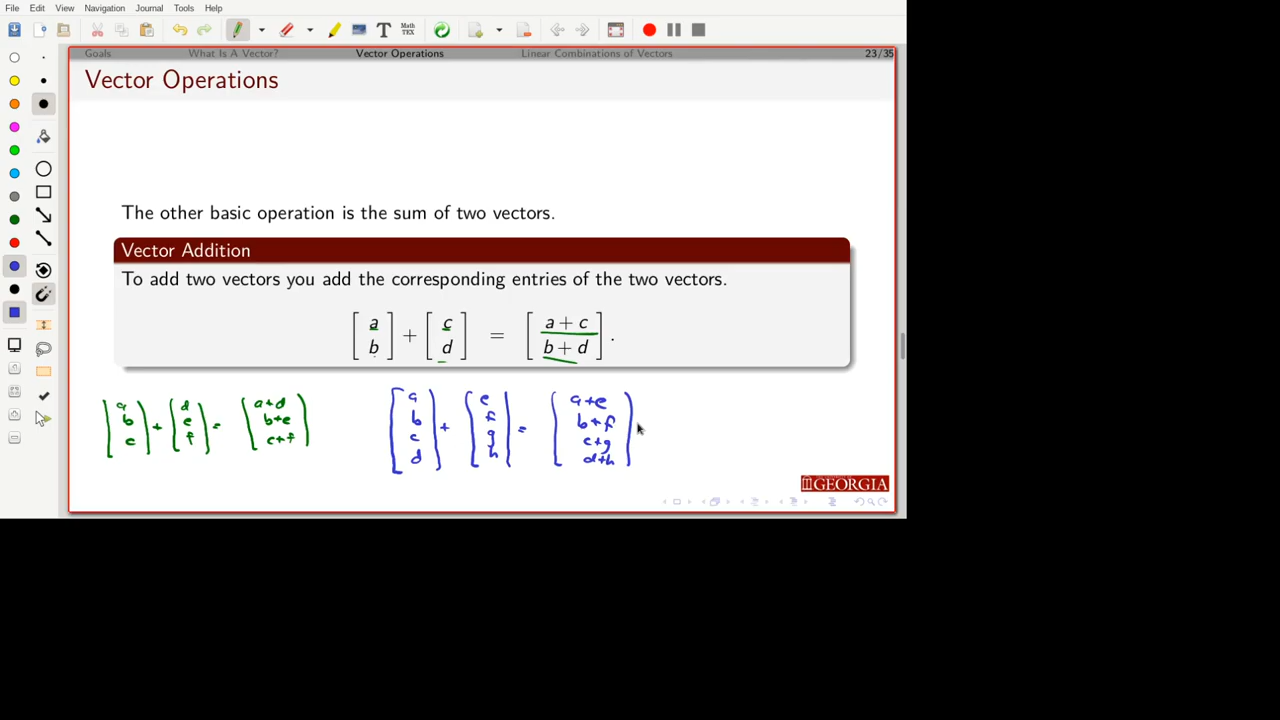 File Edit View Navigation Journal Tools Help
T Math TEX
Goals What Is A Vector? Vector Operations Linear Combinations of Vectors 23/35
Vector Operations
The other basic operation is the sum of two vectors.
Vector Addition
To add two vectors you add the corresponding entries of the two vectors.
[ a b ] + [ c d ] = [ a + c b + d ] .
[ a b c ] + [ d e f ] = [ a+d b+e c+f ]
[ a b c d ] + [ e f g h ] = [ a+e b+f c+g d+h ]
GEORGIA